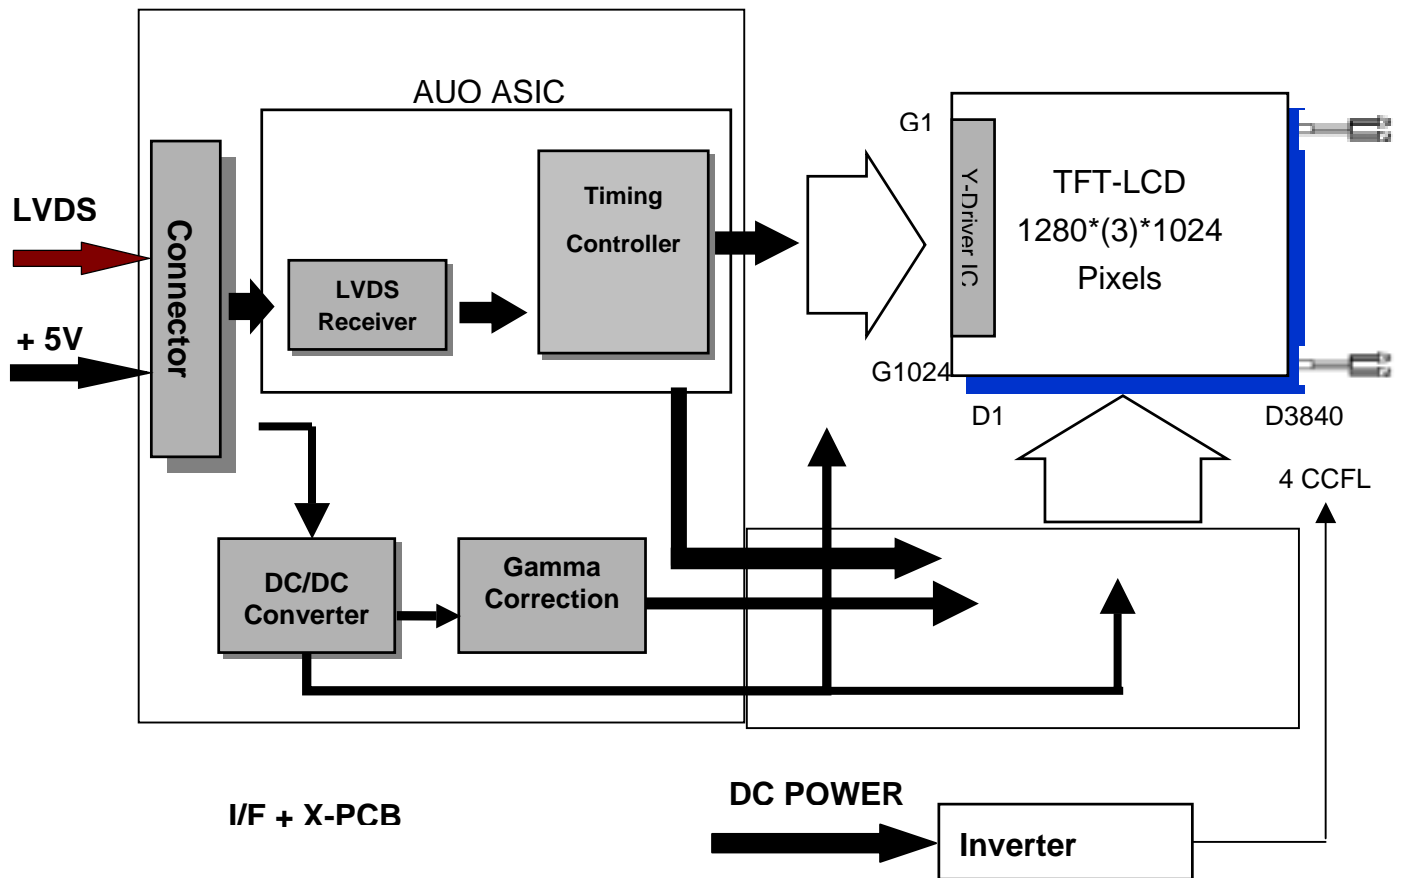 AUO ASIC
G1
Timing
Controller
TFT-LCD
1280*(3)*1024
Pixels
Y-Driver IC
LVDS
Connector
LVDS
Receiver
+ 5V
G1024
D1
D3840
4 CCFL
DC/DC
Converter
Gamma
Correction
I/F + X-PCB
DC POWER
Inverter